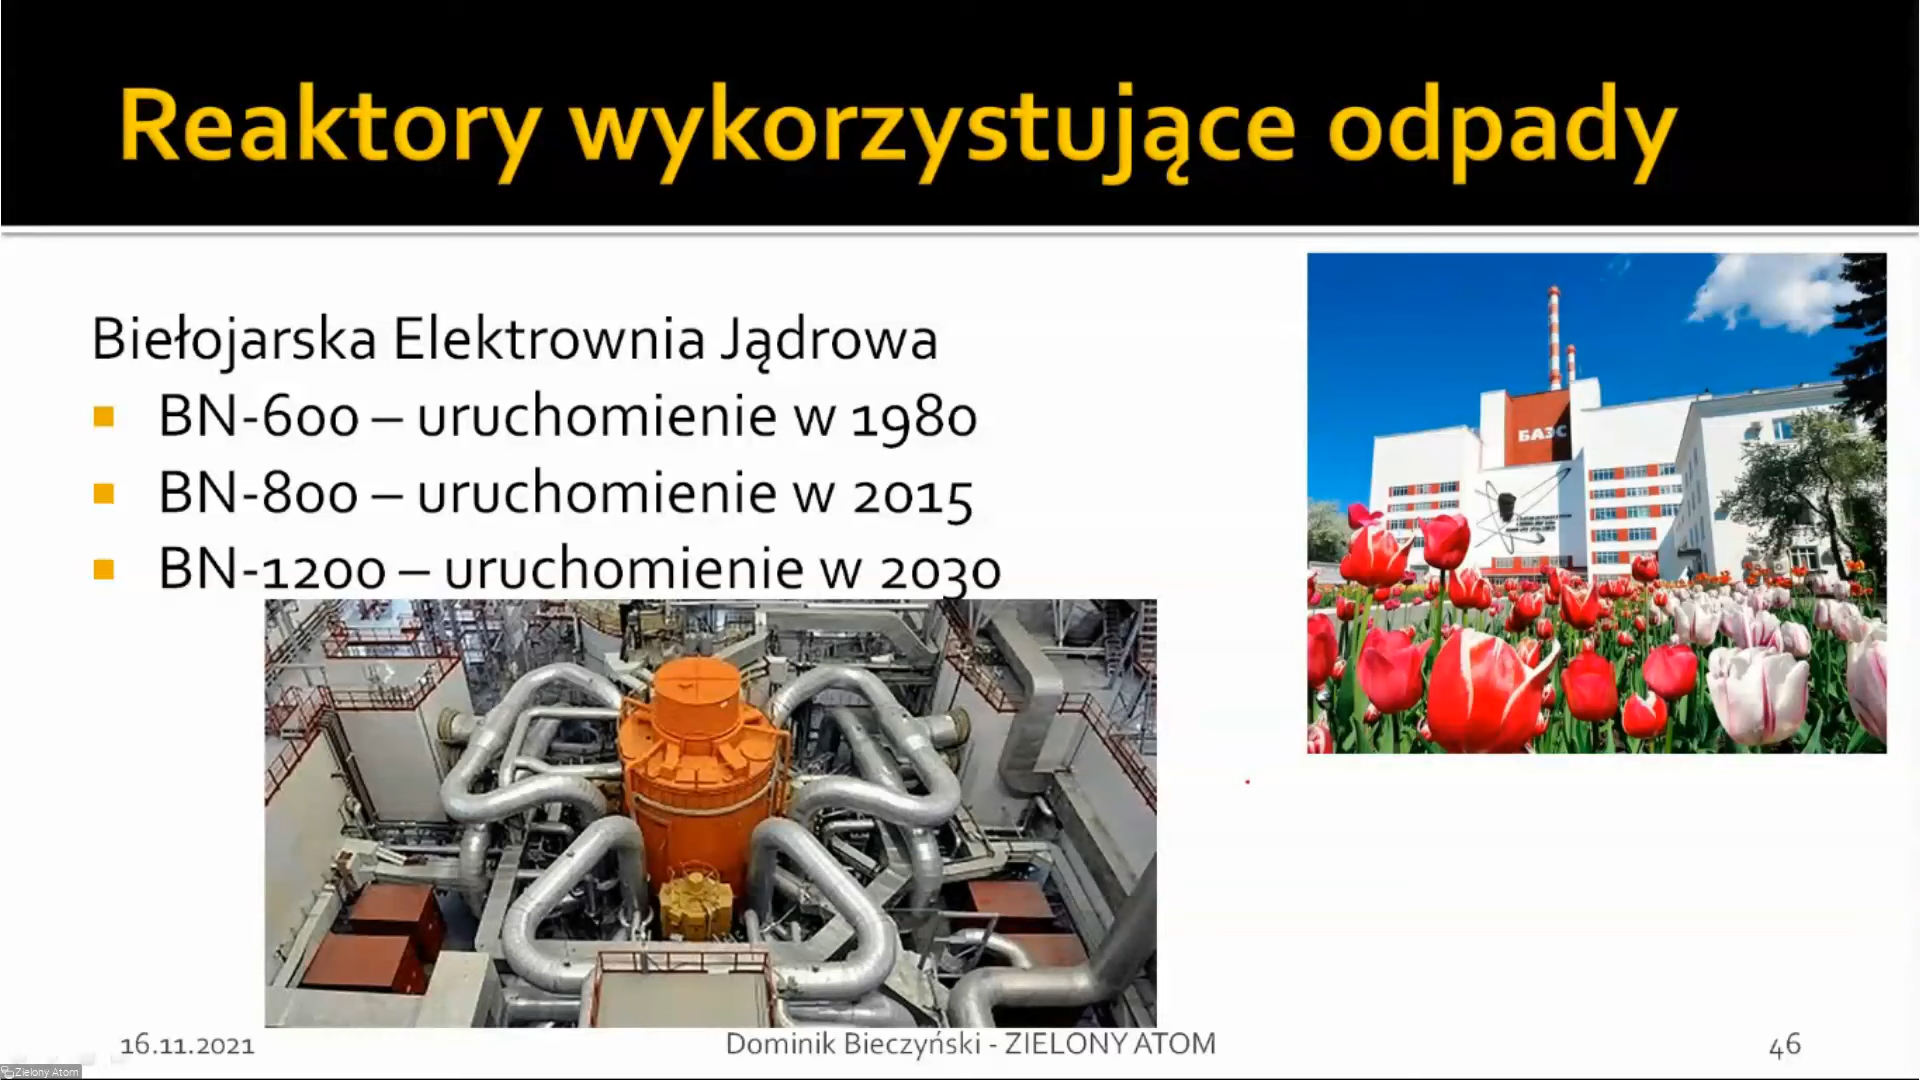 Reaktory wykorzystujące odpady
Biełojarska Elektrownia Jądrowa
BN-600 – uruchomienie w 1980
BN-800 – uruchomienie w 2015
BN-1200 – uruchomienie w 2030
БАЭС
16.11.2021
Dominik Bieczyński - ZIELONY ATOM
46
Zielony Atom